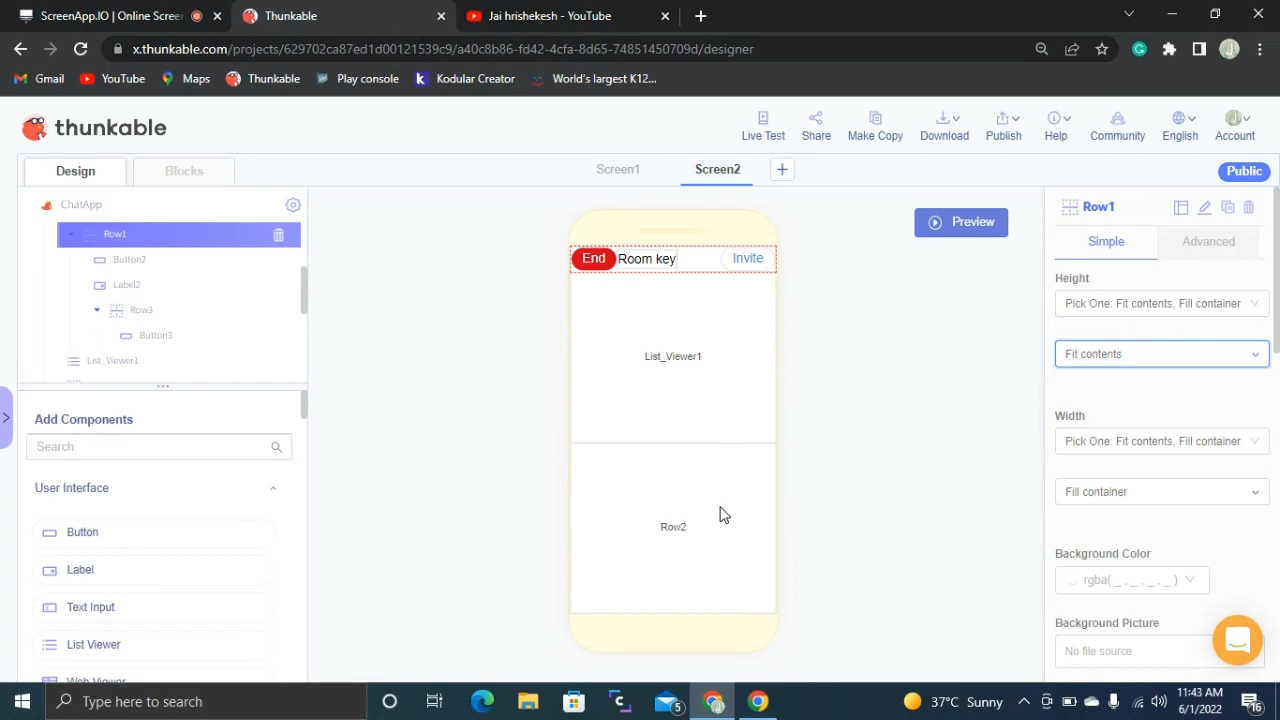 ScreenApp.IO | Online Screen
Thunkable
Jai hrishekesh - YouTube
x.thunkable.com/projects/629702ca87ed1d00121539c9/a40c8b86-fd42-4cfa-8d65-74851450709d/designer
Gmail YouTube Maps Thunkable Play console Kodular Creator World's largest K12...
thunkable
Live Test Share Make Copy Download Publish Help Community English Account
Design Blocks Screen1 Screen2 Public
ChatApp
Row1
Button2
Label2
Row3
Button3
List_Viewer1
Add Components
Search
User Interface
Button
Label
Text Input
List Viewer
Web Viewer
Preview
End Room key Invite
List_Viewer1
Row2
Row1
Simple Advanced
Height
Pick One: Fit contents, Fill container
Fit contents
Width
Pick One: Fit contents, Fill container
Fill container
Background Color
rgba( _ , _ , _ , _ )
Background Picture
No file source
Type here to search
5
37°C Sunny
11:43 AM
6/1/2022
16